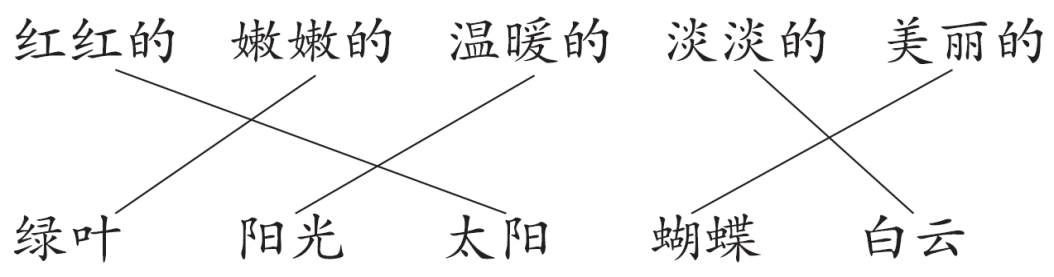 红红的 嫩嫩的 温暖的 淡淡的 美丽的
绿叶 阳光 太阳 蝴蝶 白云